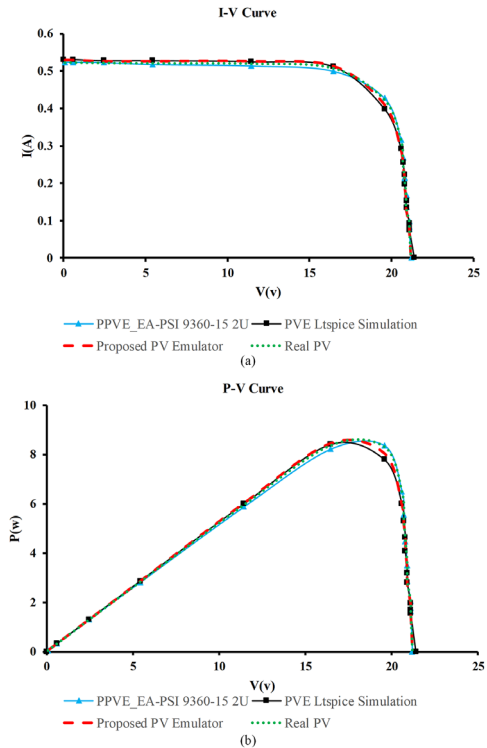 I-V Curve
I(A)
0.6
0.5
0.4
0.3
0.2
0.1
0
0 5 10 15 20 25
V(v)
PPVE_EA-PSI 9360-15 2U PVE Ltspice Simulation
Proposed PV Emulator Real PV
(a)
P-V Curve
P(w)
10
8
6
4
2
0
0 5 10 15 20 25
V(v)
PPVE_EA-PSI 9360-15 2U PVE Ltspice Simulation
Proposed PV Emulator Real PV
(b)